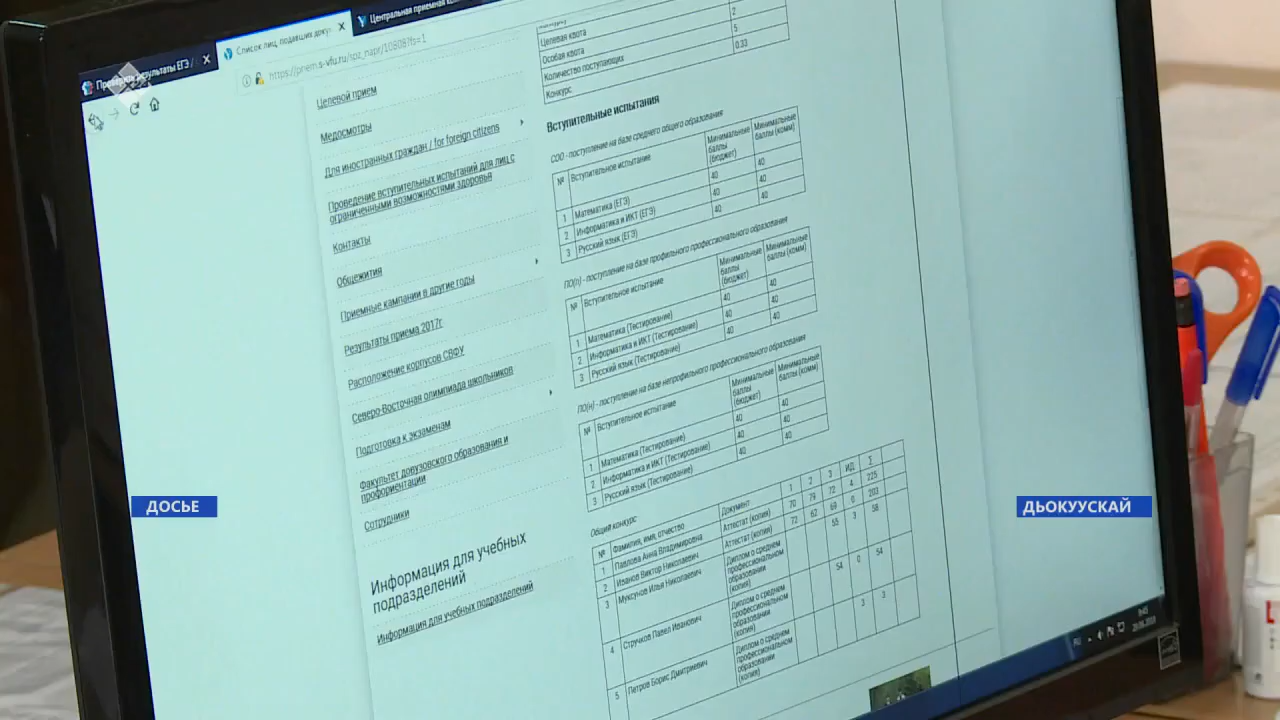 Проверить результаты ЕГЭ /
Список лиц, подавших доку
Центральная приемная ко
https://priem.s-vfu.ru/spz_napr/10808?fs=1
Целевой прием
Медосмотры
Для иностранных граждан / for foreign citizens
Проведение вступительных испытаний для лиц с
ограниченными возможностями здоровья
Контакты
Общежития
Приемные кампании в другие годы
Результаты приема 2017г
Расположение корпусов СВФУ
Северо-Восточная олимпиада школьников
Подготовка к экзаменам
Факультет довузовского образования и
профориентации
Сотрудники
Информация для учебных
подразделений
Информация для учебных подразделений
Целевая квота 2
Особая квота 5
Количество поступающих 0.33
Конкурс
Вступительные испытания
СОО - поступление на базе среднего общего образования
№ Вступительное испытание Минимальные баллы (бюджет) Минимальные баллы (комм)
1 Математика (ЕГЭ) 40 40
2 Информатика и ИКТ (ЕГЭ) 40 40
3 Русский язык (ЕГЭ) 40 40
ПО(п) - поступление на базе профильного профессионального образования
№ Вступительное испытание Минимальные баллы (бюджет) Минимальные баллы (комм)
1 Математика (Тестирование) 40 40
2 Информатика и ИКТ (Тестирование) 40 40
3 Русский язык (Тестирование) 40 40
ПО(н) - поступление на базе непрофильного профессионального образования
№ Вступительное испытание Минимальные баллы (бюджет) Минимальные баллы (комм)
1 Математика (Тестирование) 40 40
2 Информатика и ИКТ (Тестирование) 40 40
3 Русский язык (Тестирование) 40 40
Общий конкурс
№ Фамилия, имя, отчество Документ 1 2 3 ИД Σ
1 Павлова Анна Владимировна Аттестат (копия) 70 79 72 4 225
2 Иванов Виктор Николаевич Аттестат (копия) 72 62 69 0 203
3 Муксунов Илья Николаевич Диплом о среднем профессиональном образовании (копия) 55 3 58
4 Стручков Павел Иванович Диплом о среднем профессиональном образовании (копия) 54 0 54
5 Петров Борис Дмитриевич Диплом о среднем профессиональном образовании (копия) 3 3
ДОСЬЕ
ДЬОКУУСКАЙ
RU
9:45